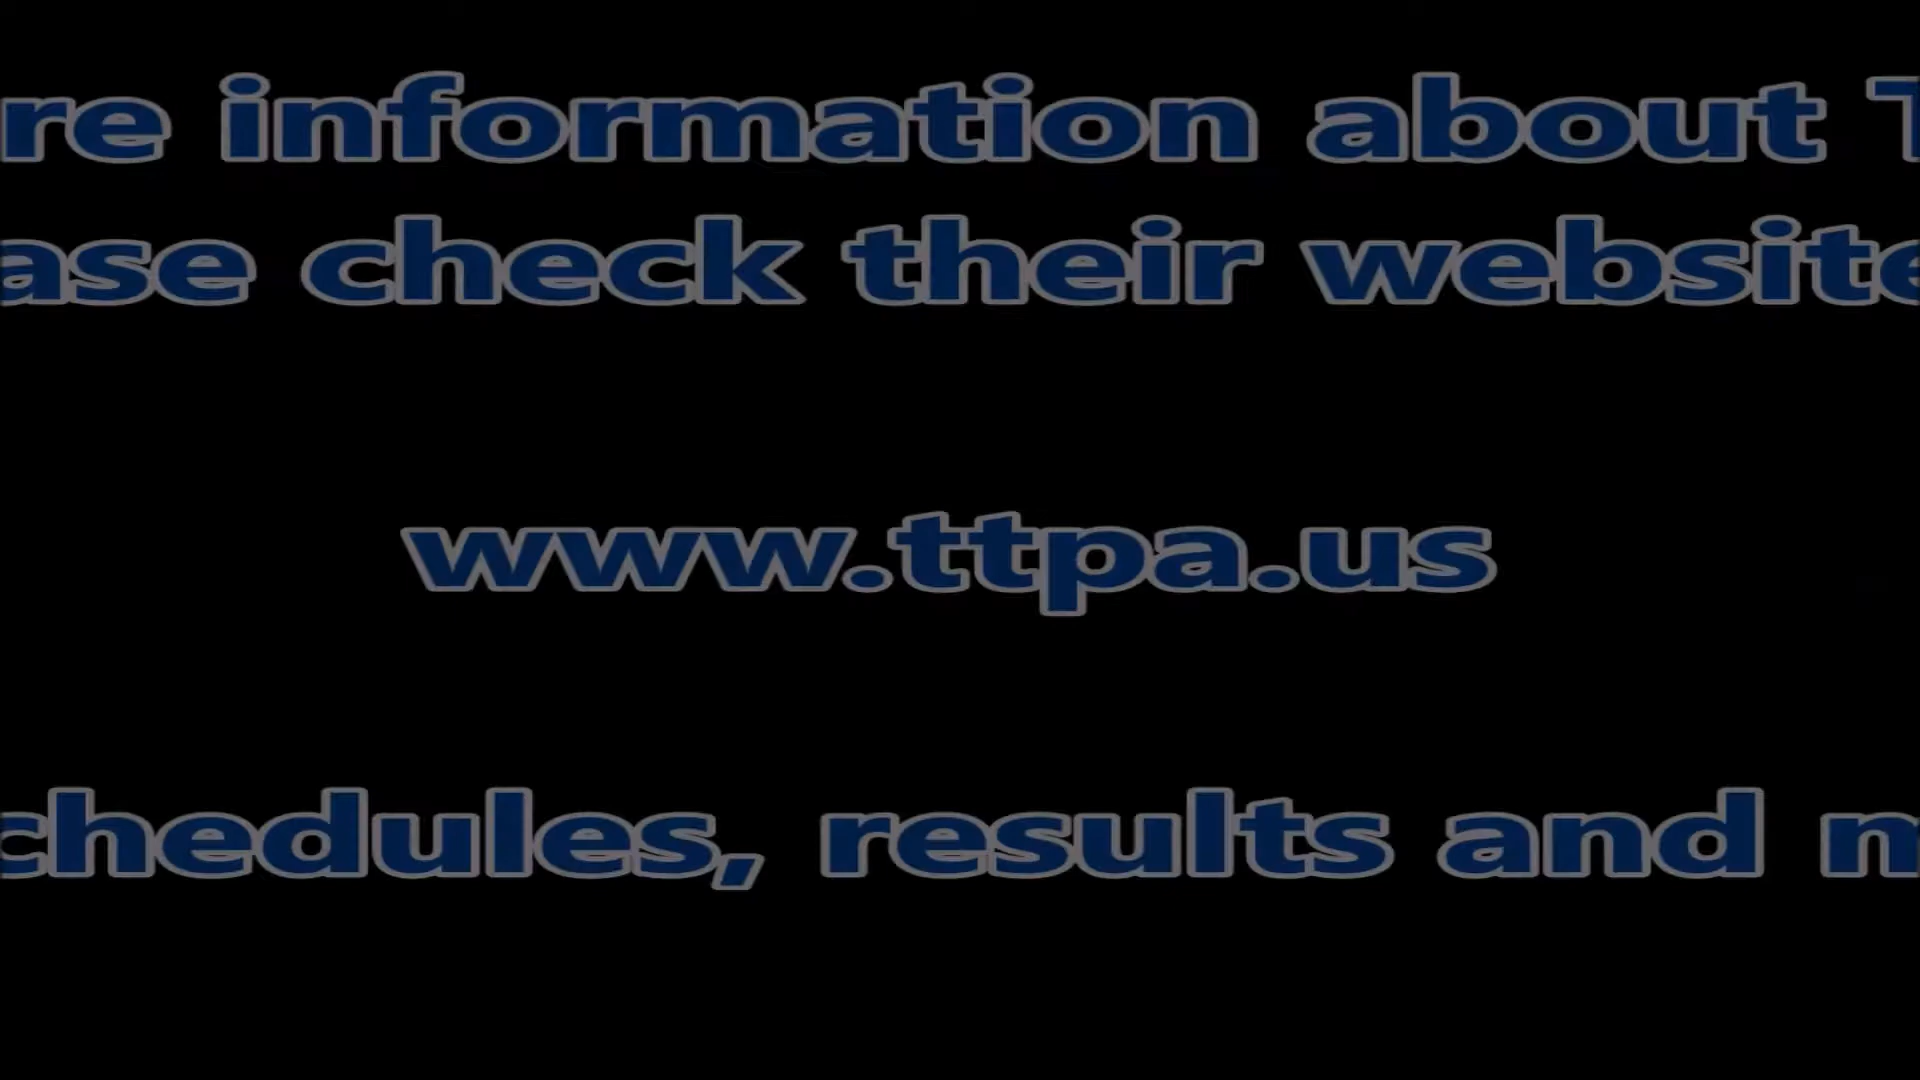 re information about T
ase check their website
www.ttpa.us
chedules, results and m